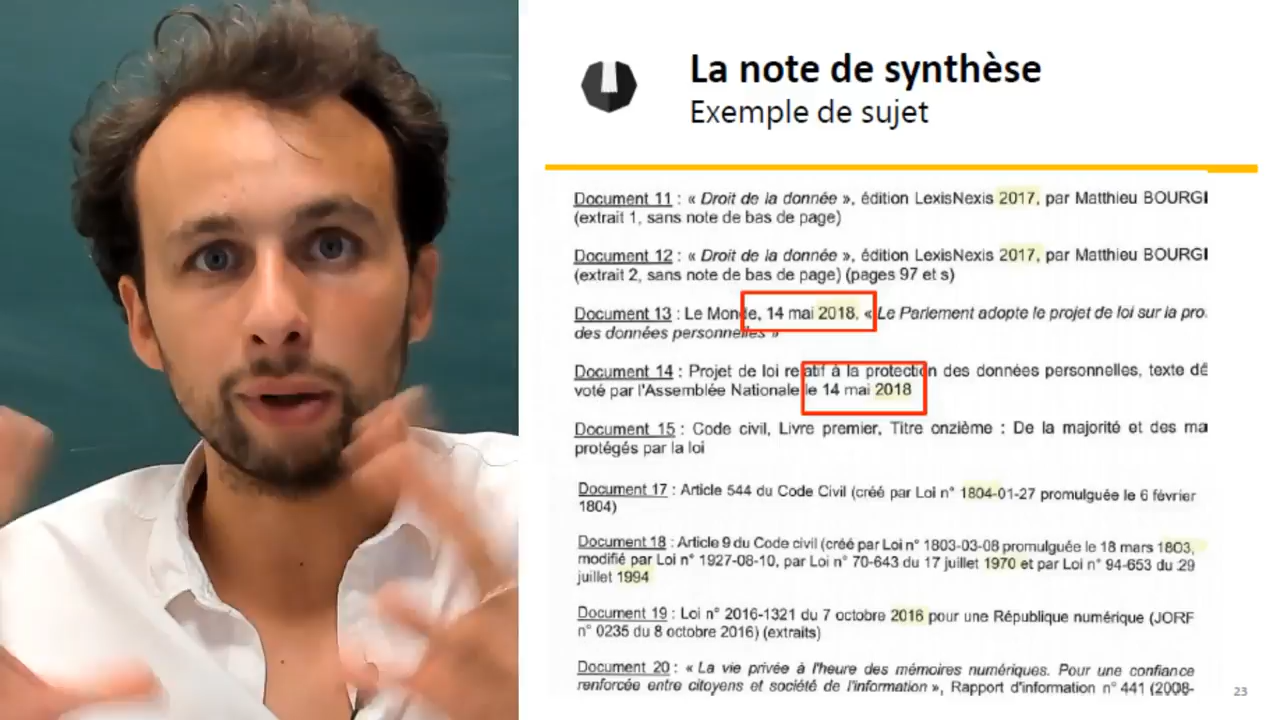 La note de synthèse
Exemple de sujet
Document 11 : « Droit de la donnée », édition LexisNexis 2017, par Matthieu BOURGI
(extrait 1, sans note de bas de page)
Document 12 : « Droit de la donnée », édition LexisNexis 2017, par Matthieu BOURGI
(extrait 2, sans note de bas de page) (pages 97 et s)
Document 13 : Le Monde, 14 mai 2018, « Le Parlement adopte le projet de loi sur la pro
des données personnelles »
Document 14 : Projet de loi relatif à la protection des données personnelles, texte dé
voté par l'Assemblée Nationale le 14 mai 2018
Document 15 : Code civil, Livre premier, Titre onzième : De la majorité et des ma
protégés par la loi
Document 17 : Article 544 du Code Civil (créé par Loi n° 1804-01-27 promulguée le 6 février
1804)
Document 18 : Article 9 du Code civil (créé par Loi n° 1803-03-08 promulguée le 18 mars 1803,
modifié par Loi n° 1927-08-10, par Loi n° 70-643 du 17 juillet 1970 et par Loi n° 94-653 du 29
juillet 1994
Document 19 : Loi n° 2016-1321 du 7 octobre 2016 pour une République numérique (JORF
n° 0235 du 8 octobre 2016) (extraits)
Document 20 : « La vie privée à l'heure des mémoires numériques. Pour une confiance
renforcée entre citoyens et société de l'information », Rapport d'information n° 441 (2008-
23